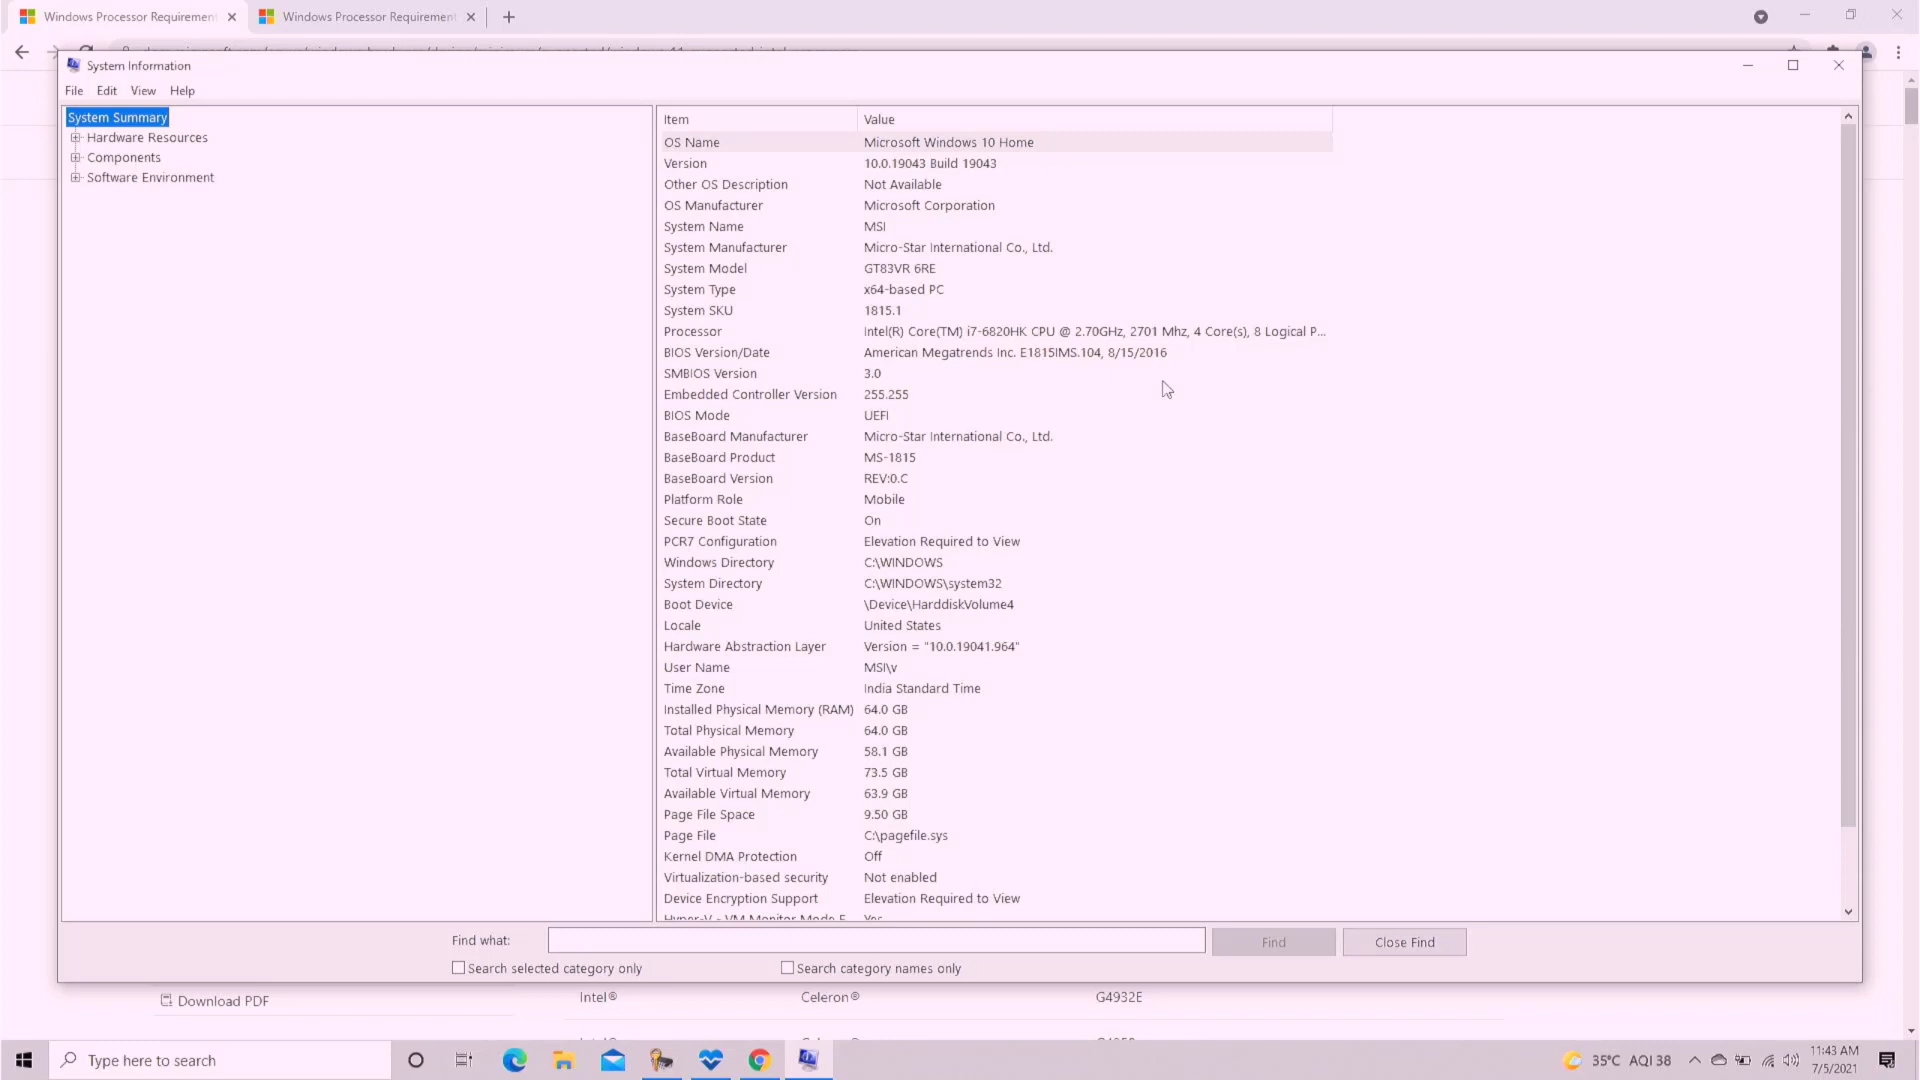 Windows Processor Requirement
Windows Processor Requirement
System Information
File Edit View Help
System Summary
Hardware Resources
Components
Software Environment
Item Value
OS Name Microsoft Windows 10 Home
Version 10.0.19043 Build 19043
Other OS Description Not Available
OS Manufacturer Microsoft Corporation
System Name MSI
System Manufacturer Micro-Star International Co., Ltd.
System Model GT83VR 6RE
System Type x64-based PC
System SKU 1815.1
Processor Intel(R) Core(TM) i7-6820HK CPU @ 2.70GHz, 2701 Mhz, 4 Core(s), 8 Logical P...
BIOS Version/Date American Megatrends Inc. E1815IMS.104, 8/15/2016
SMBIOS Version 3.0
Embedded Controller Version 255.255
BIOS Mode UEFI
BaseBoard Manufacturer Micro-Star International Co., Ltd.
BaseBoard Product MS-1815
BaseBoard Version REV:0.C
Platform Role Mobile
Secure Boot State On
PCR7 Configuration Elevation Required to View
Windows Directory C:\WINDOWS
System Directory C:\WINDOWS\system32
Boot Device \Device\HarddiskVolume4
Locale United States
Hardware Abstraction Layer Version = "10.0.19041.964"
User Name MSI\v
Time Zone India Standard Time
Installed Physical Memory (RAM) 64.0 GB
Total Physical Memory 64.0 GB
Available Physical Memory 58.1 GB
Total Virtual Memory 73.5 GB
Available Virtual Memory 63.9 GB
Page File Space 9.50 GB
Page File C:\pagefile.sys
Kernel DMA Protection Off
Virtualization-based security Not enabled
Device Encryption Support Elevation Required to View
Hyper-V - VM Monitor Mode E Yes
Find what: Find Close Find
Search selected category only Search category names only
Download PDF Intel® Celeron® G4932E
Type here to search
35°C AQI 38
11:43 AM
7/5/2021